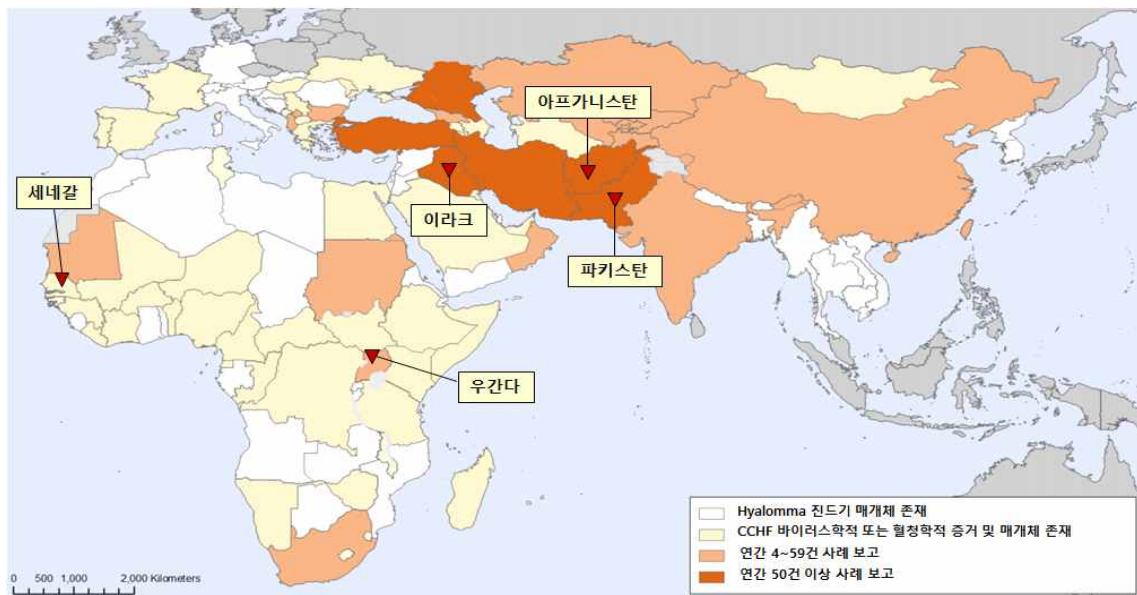 아프가니스탄
세네갈
이라크
파키스탄
우간다
Hyalomma 진드기 매개체 존재
CCHF 바이러스학적 또는 혈청학적 증거 및 매개체 존재
연간 4~59건 사례 보고
연간 50건 이상 사례 보고
0 500 1,000 2,000 Kilometers